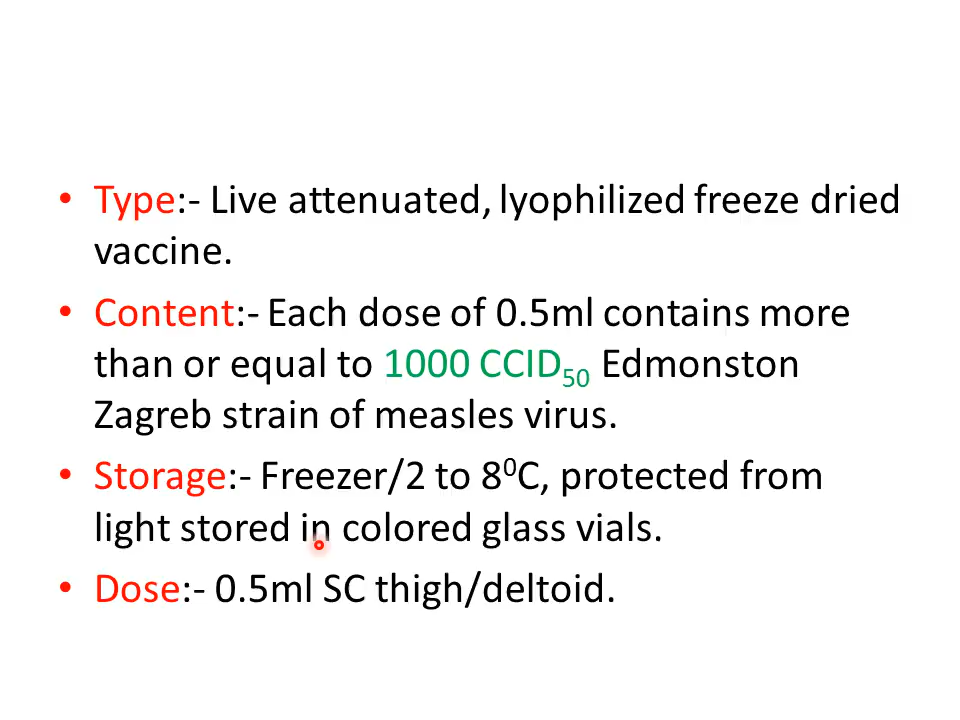 • Type:- Live attenuated, lyophilized freeze dried
vaccine.
• Content:- Each dose of 0.5ml contains more
than or equal to 1000 CCID₅₀ Edmonston
Zagreb strain of measles virus.
• Storage:- Freezer/2 to 8⁰C, protected from
light stored in colored glass vials.
• Dose:- 0.5ml SC thigh/deltoid.